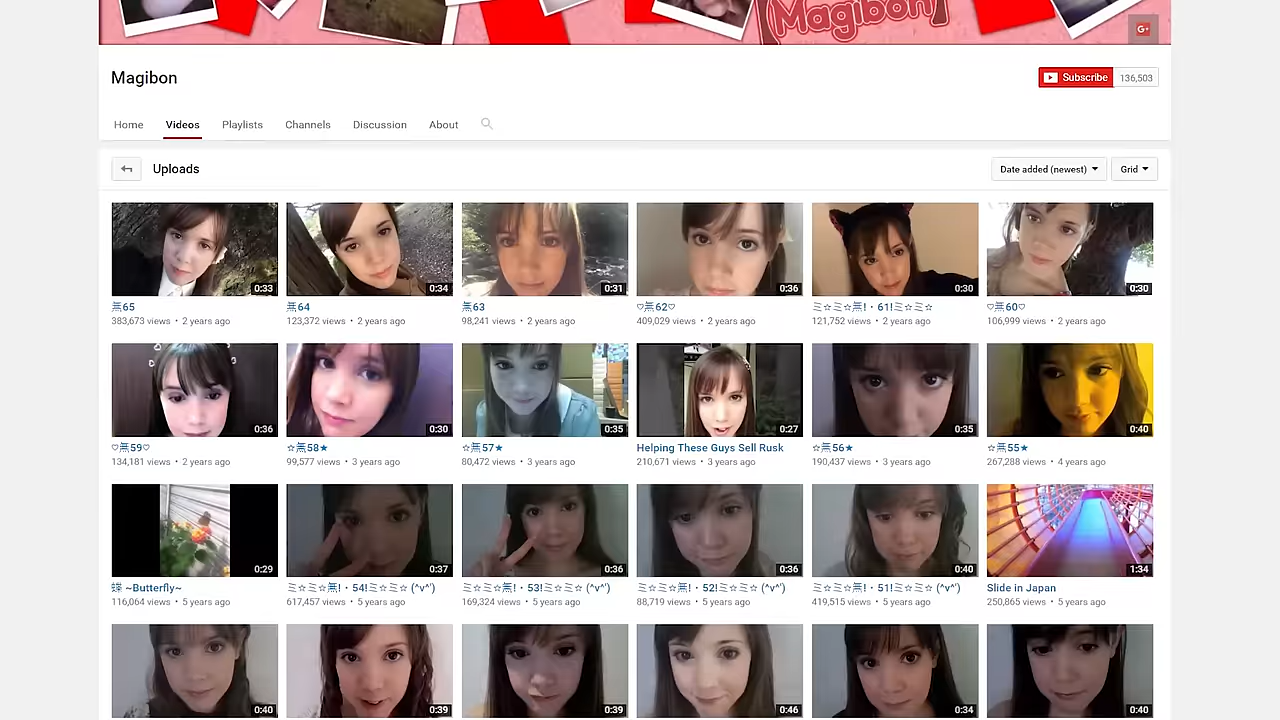 Magibon
G+
Magibon
Subscribe 136,503
Home Videos Playlists Channels Discussion About
Uploads
Date added (newest) Grid
0:33 0:34 0:31 0:36 0:30 0:30
無65 無64 無63 ♡無62♡ ミ☆ミ☆無!・61!ミ☆ミ☆ ♡無60♡
383,673 views • 2 years ago 123,372 views • 2 years ago 98,241 views • 2 years ago 409,029 views • 2 years ago 121,752 views • 2 years ago 106,999 views • 2 years ago
0:36 0:30 0:35 0:27 0:35 0:40
♡無59♡ ☆無58★ ☆無57★ Helping These Guys Sell Rusk ☆無56★ ☆無55★
134,181 views • 2 years ago 99,577 views • 3 years ago 80,472 views • 3 years ago 210,671 views • 3 years ago 190,437 views • 3 years ago 267,288 views • 4 years ago
0:29 0:37 0:36 0:36 0:40 1:34
~Butterfly~ ミ☆ミ☆無!・54!ミ☆ミ☆ (^v^') ミ☆ミ☆無!・53!ミ☆ミ☆ (^v^') ミ☆ミ☆無!・52!ミ☆ミ☆ (^v^') ミ☆ミ☆無!・51!ミ☆ミ☆ (^v^') Slide in Japan
116,064 views • 5 years ago 617,457 views • 5 years ago 169,324 views • 5 years ago 88,719 views • 5 years ago 419,515 views • 5 years ago 250,865 views • 5 years ago
0:40 0:39 0:39 0:46 0:34 0:40